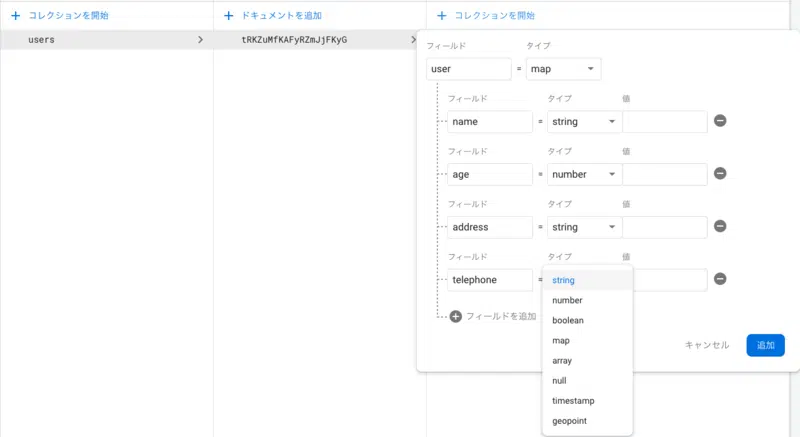 コレクションを開始
ドキュメントを追加
コレクションを開始
users
tRKZuMfKAFyRZmJjFKyG
フィールド タイプ
user = map
フィールド タイプ 値
name = string
フィールド タイプ 値
age = number
フィールド タイプ 値
address = string
フィールド タイプ 値
telephone =
string
number
boolean
map
array
null
timestamp
geopoint
フィールドを追加
キャンセル 追加